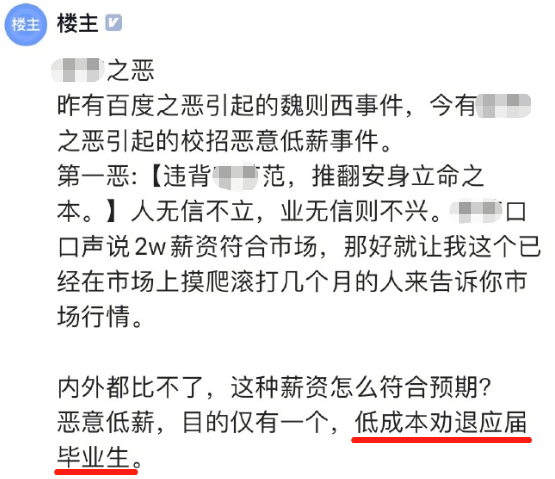 楼主
楼主
之恶
昨有百度之恶引起的魏则西事件，今有
之恶引起的校招恶意低薪事件。
第一恶:【违背 范，推翻安身立命之
本。】人无信不立，业无信则不兴。 口
口声说2w薪资符合市场，那好就让我这个已
经在市场上摸爬滚打几个月的人来告诉你市
场行情。
内外都比不了，这种薪资怎么符合预期？
恶意低薪，目的仅有一个，低成本劝退应届
毕业生。